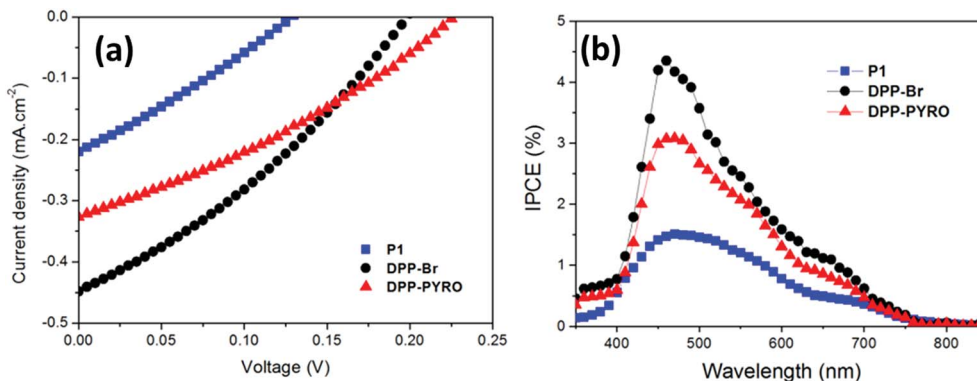 (a)
0.0
-0.1
-0.2
-0.3
-0.4
-0.5
Current density (mA.cm⁻²)
0.00 0.05 0.10 0.15 0.20 0.25
Voltage (V)
P1
DPP-Br
DPP-PYRO
(b)
5
4
3
2
1
0
IPCE (%)
400 500 600 700 800
Wavelength (nm)
P1
DPP-Br
DPP-PYRO